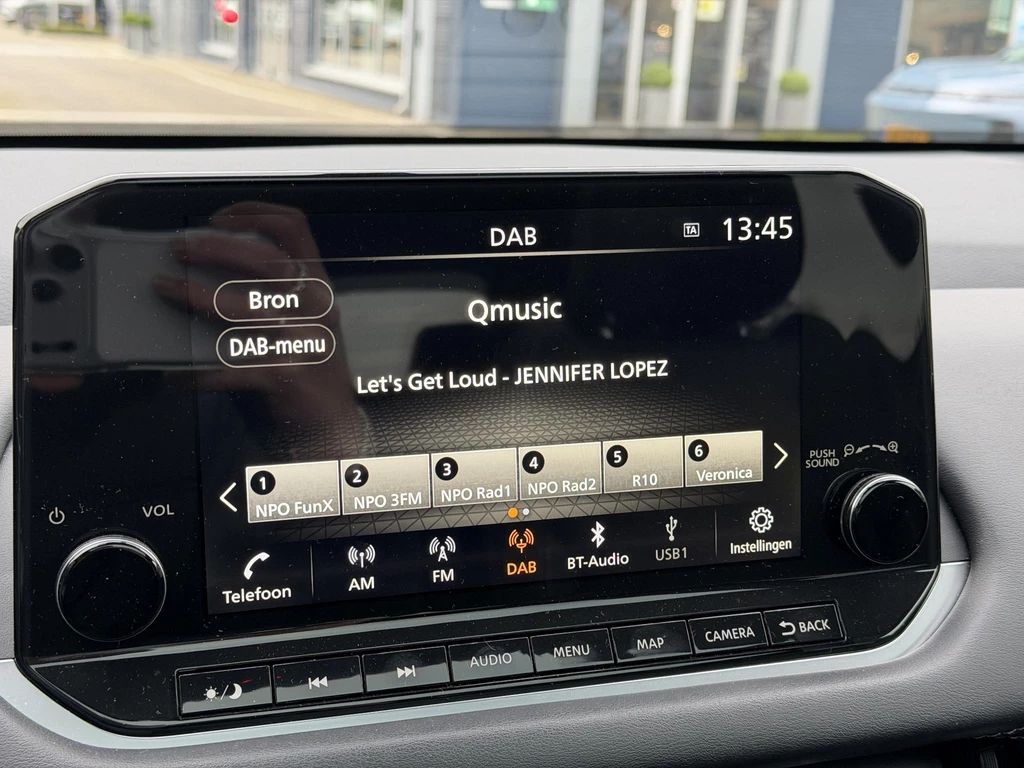 DAB
TA
13:45
Bron
Qmusic
DAB-menu
Let's Get Loud - JENNIFER LOPEZ
1 2 3 4 5 6
NPO FunX NPO 3FM NPO Rad1 NPO Rad2 R10 Veronica
PUSH
SOUND
VOL
Telefoon AM FM DAB BT-Audio USB1 Instellingen
AUDIO MENU MAP CAMERA BACK